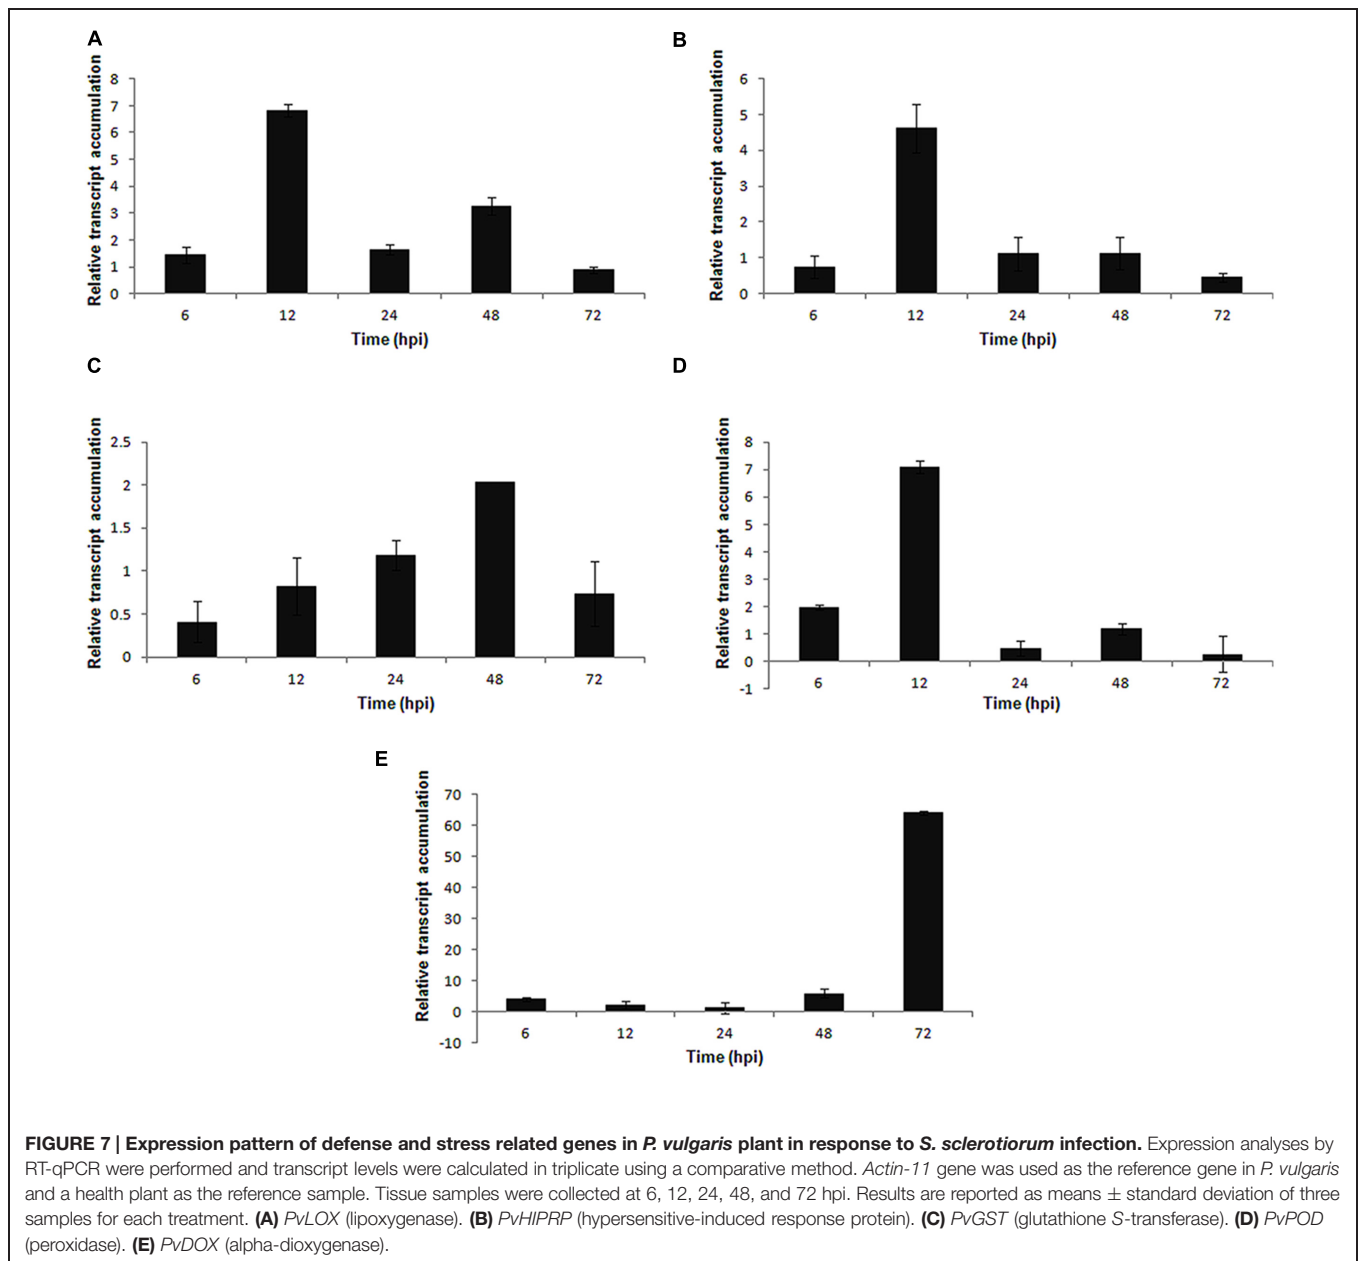 A
Relative transcript accumulation
8
7
6
5
4
3
2
1
0
6 12 24 48 72
Time (hpi)
B
Relative transcript accumulation
6
5
4
3
2
1
0
6 12 24 48 72
Time (hpi)
C
Relative transcript accumulation
2.5
2
1.5
1
0.5
0
6 12 24 48 72
Time (hpi)
D
Relative transcript accumulation
8
7
6
5
4
3
2
1
0
-1
6 12 24 48 72
Time (hpi)
E
Relative transcript accumulation
70
60
50
40
30
20
10
0
-10
6 12 24 48 72
Time (hpi)
FIGURE 7 | Expression pattern of defense and stress related genes in P. vulgaris plant in response to S. sclerotiorum infection. Expression analyses by
RT-qPCR were performed and transcript levels were calculated in triplicate using a comparative method. Actin-11 gene was used as the reference gene in P. vulgaris
and a health plant as the reference sample. Tissue samples were collected at 6, 12, 24, 48, and 72 hpi. Results are reported as means ± standard deviation of three
samples for each treatment. (A) PvLOX (lipoxygenase). (B) PvHIPRP (hypersensitive-induced response protein). (C) PvGST (glutathione S-transferase). (D) PvPOD
(peroxidase). (E) PvDOX (alpha-dioxygenase).